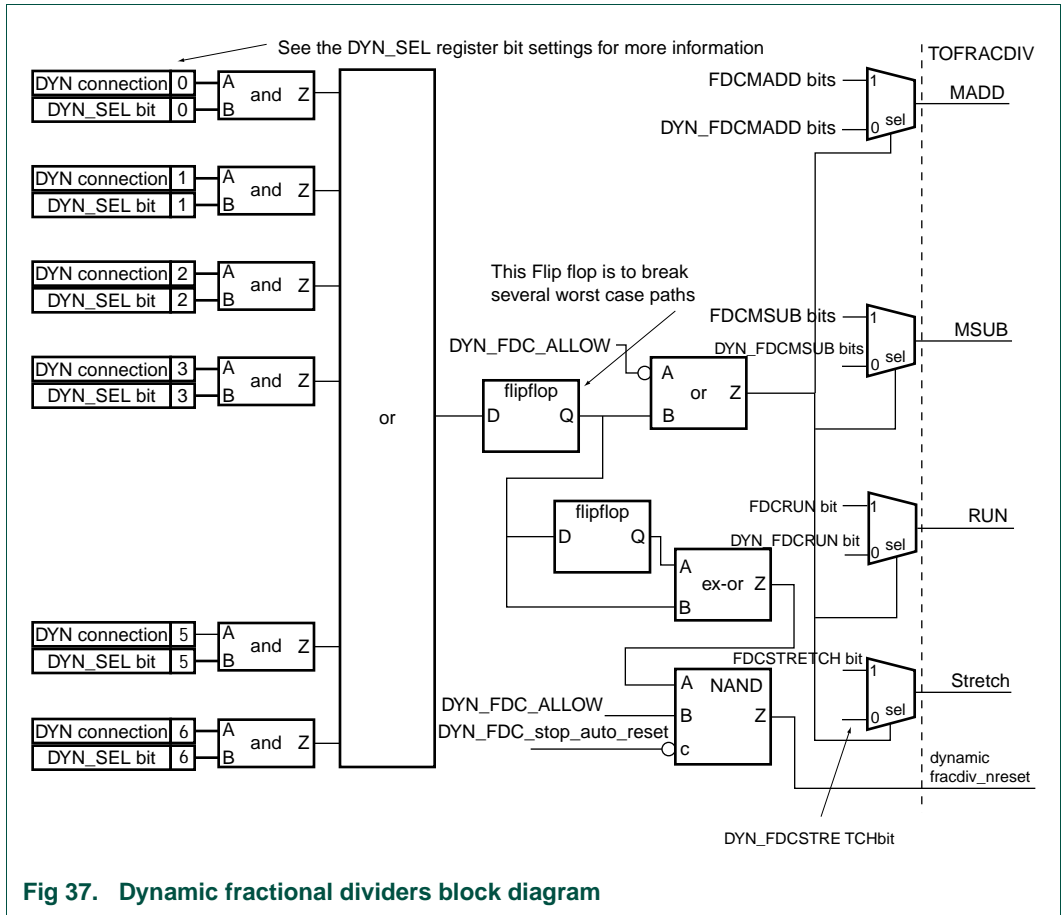 See the DYN_SEL register bit settings for more information
TOFRACDIV
DYN connection 0 A
and Z
DYN_SEL bit 0 B
DYN connection 1 A
and Z
DYN_SEL bit 1 B
DYN connection 2 A
and Z
DYN_SEL bit 2 B
DYN connection 3 A
and Z
DYN_SEL bit 3 B
DYN connection 5 A
and Z
DYN_SEL bit 5 B
DYN connection 6 A
and Z
DYN_SEL bit 6 B
or
This Flip flop is to break
several worst case paths
DYN_FDC_ALLOW
flipflop
D Q
A
or Z
B
flipflop
D Q
A
ex-or Z
B
A NAND
DYN_FDC_ALLOW
B Z
DYN_FDC_stop_auto_reset
c
FDCMADD bits
1
MADD
DYN_FDCMADD bits
0 sel
FDCMSUB bits
1
MSUB
DYN_FDCMSUB bits
0 sel
FDCRUN bit
1
RUN
DYN_FDCRUN bit
0 sel
FDCSTRETCH bit
1
Stretch
0 sel
dynamic
fracdiv_nreset
DYN_FDCSTRE TCHbit
Fig 37. Dynamic fractional dividers block diagram